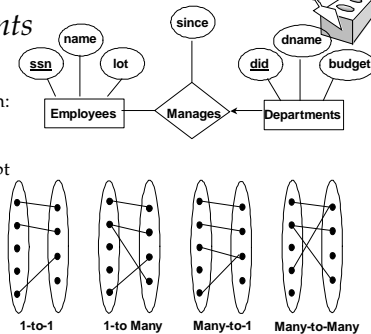 nts
since
name
dname
ssn
lot
did
budget
n:
Employees
Manages
Departments
ot
1-to-1
1-to Many
Many-to-1
Many-to-Many